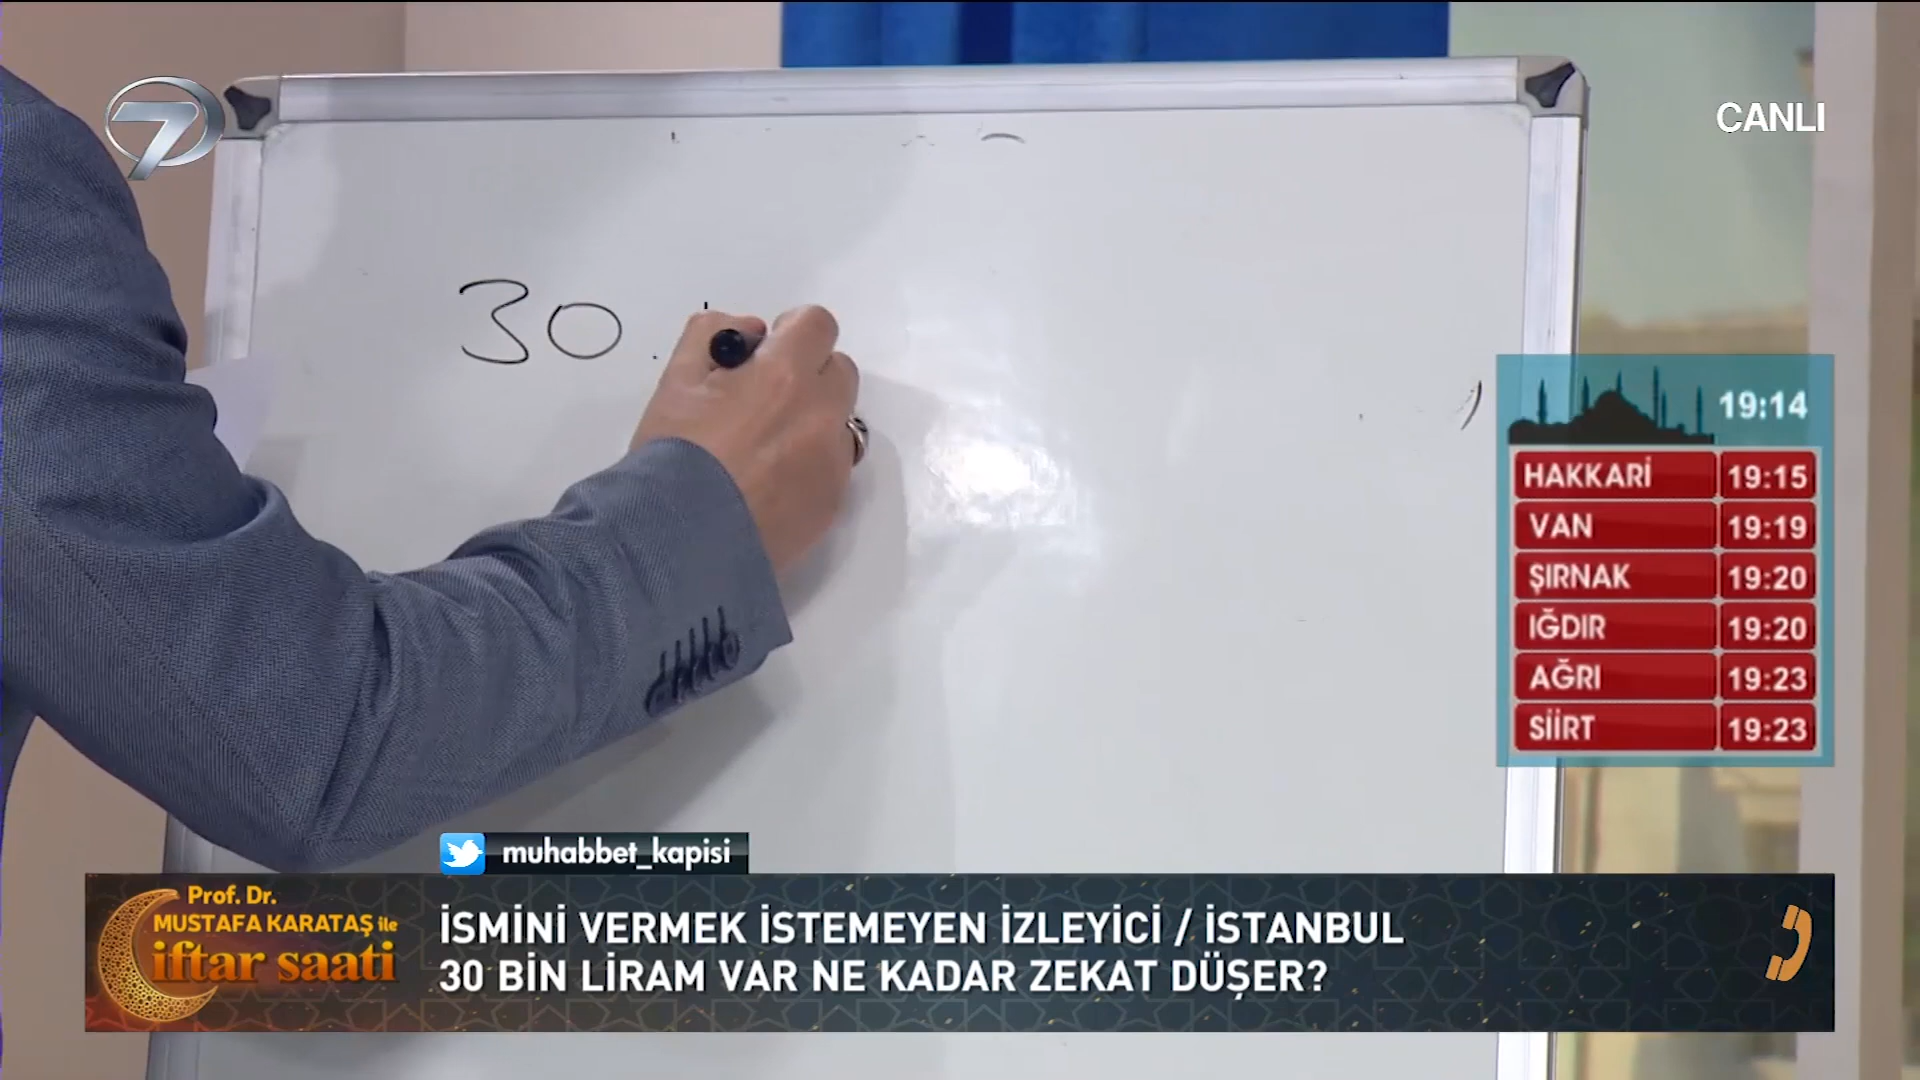 7
CANLI
30.
19:14
HAKKARİ 19:15
VAN 19:19
ŞIRNAK 19:20
IĞDIR 19:20
AĞRI 19:23
SİİRT 19:23
muhabbet_kapisi
Prof. Dr.
MUSTAFA KARATAŞ ile
iftar saati
İSMİNİ VERMEK İSTEMEYEN İZLEYİCİ / İSTANBUL
30 BİN LİRAM VAR NE KADAR ZEKAT DÜŞER?